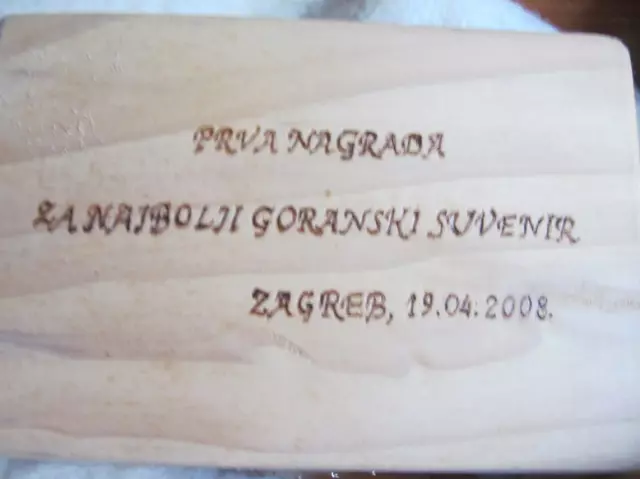 PRVA NAGRADA
ZA NAJBOLJI GORANSKI SUVENIR
ZAGREB, 19.04.2008.